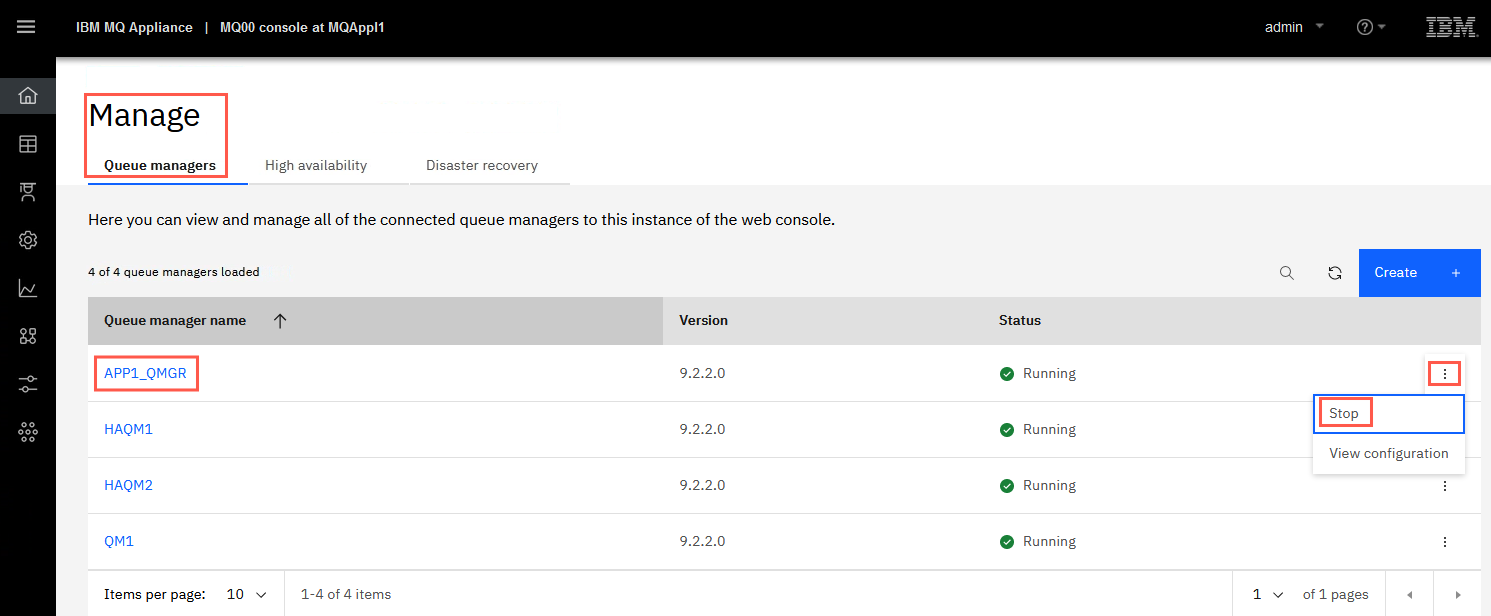 IBM MQ Appliance | MQ00 console at MQAppl1
admin
IBM
Manage
Queue managers High availability Disaster recovery
Here you can view and manage all of the connected queue managers to this instance of the web console.
4 of 4 queue managers loaded
Create +
Queue manager name Version Status
APP1_QMGR 9.2.2.0 Running
Stop
HAQM1 9.2.2.0 Running
View configuration
HAQM2 9.2.2.0 Running
QM1 9.2.2.0 Running
Items per page: 10 1-4 of 4 items 1 of 1 pages